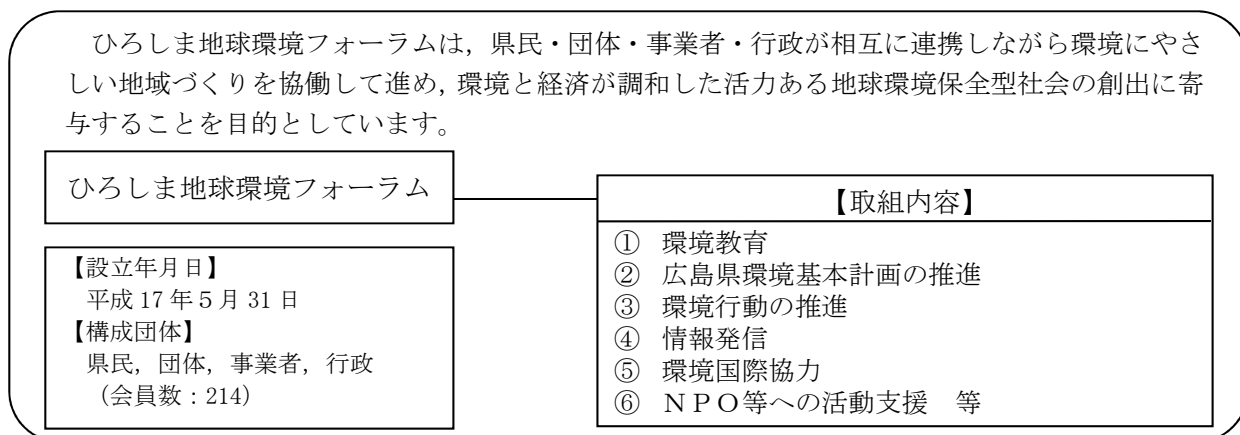 ひろしま地球環境フォーラムは，県民・団体・事業者・行政が相互に連携しながら環境にやさ
しい地域づくりを協働して進め，環境と経済が調和した活力ある地球環境保全型社会の創出に寄
与することを目的としています。
ひろしま地球環境フォーラム
【設立年月日】
平成 17 年５月 31 日
【構成団体】
県民，団体，事業者，行政
（会員数：214）
【取組内容】
① 環境教育
② 広島県環境基本計画の推進
③ 環境行動の推進
④ 情報発信
⑤ 環境国際協力
⑥ ＮＰＯ等への活動支援　等